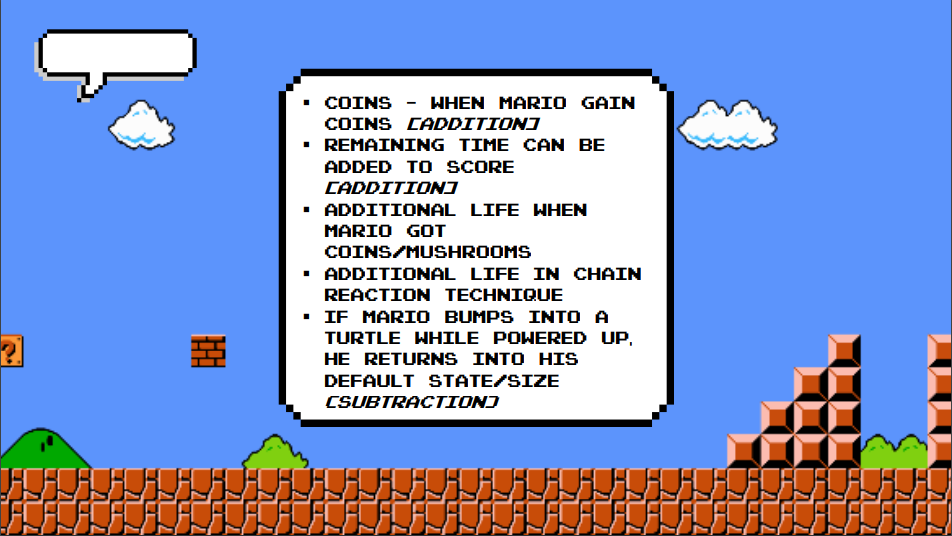 ▪ COINS - WHEN MARIO GAIN
COINS [ADDITION]
▪ REMAINING TIME CAN BE
ADDED TO SCORE
[ADDITION]
▪ ADDITIONAL LIFE WHEN
MARIO GOT
COINS/MUSHROOMS
▪ ADDITIONAL LIFE IN CHAIN
REACTION TECHNIQUE
▪ IF MARIO BUMPS INTO A
TURTLE WHILE POWERED UP,
HE RETURNS INTO HIS
DEFAULT STATE/SIZE
[SUBTRACTION]
?